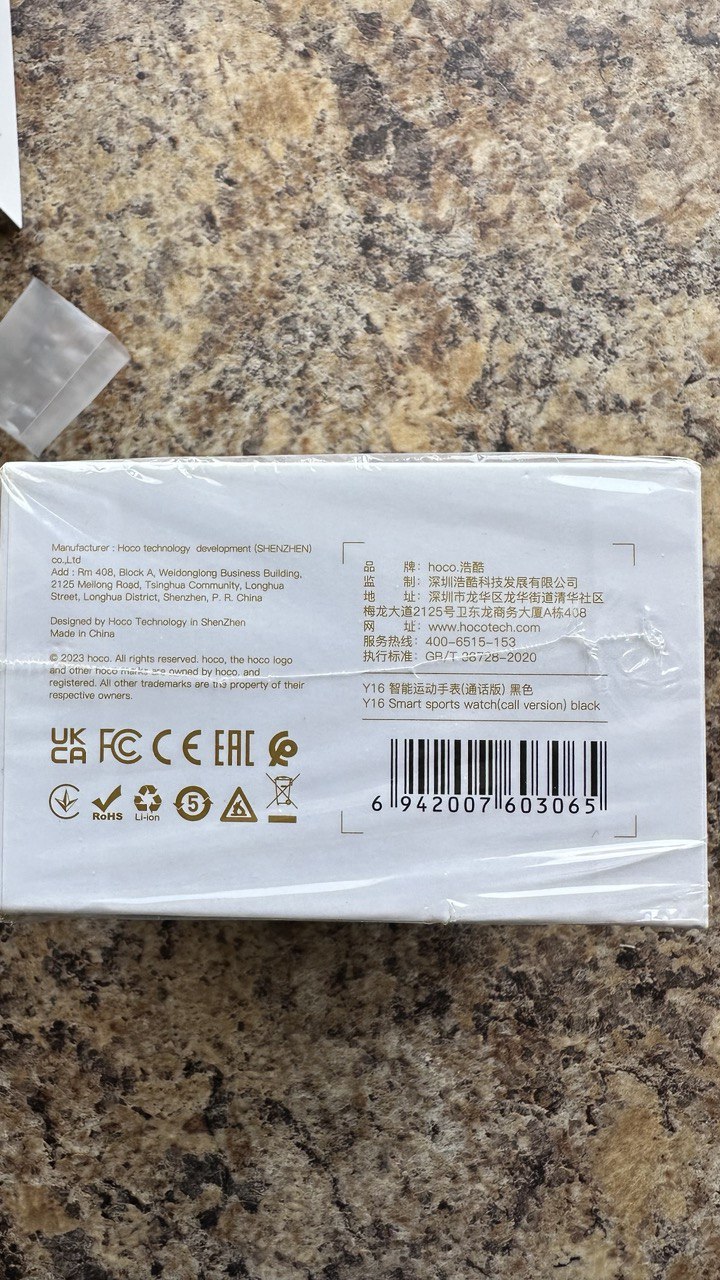 Manufacturer : Hoco technology development (SHENZHEN)
co.,Ltd
Add : Rm 408, Block A, Weidonglong Business Building,
2125 Meilong Road, Tsinghua Community, Longhua
Street, Longhua District, Shenzhen, P. R. China
Designed by Hoco Technology in ShenZhen
Made in China
© 2023 hoco. All rights reserved. hoco, the hoco logo
and other hoco marks are owned by hoco. and
registered. All other trademarks are the property of their
respective owners.
UK
CA FC CE EAC
RoHS Li-ion 5
品 牌: hoco.浩酷
监 制: 深圳浩酷科技发展有限公司
地 址: 深圳市龙华区龙华街道清华社区
梅龙大道2125号卫东龙商务大厦A栋408
网 址: www.hocotech.com
服务热线: 400-6515-153
执行标准: GB/T 38728-2020
Y16 智能运动手表(通话版) 黑色
Y16 Smart sports watch(call version) black
6 942007 603065